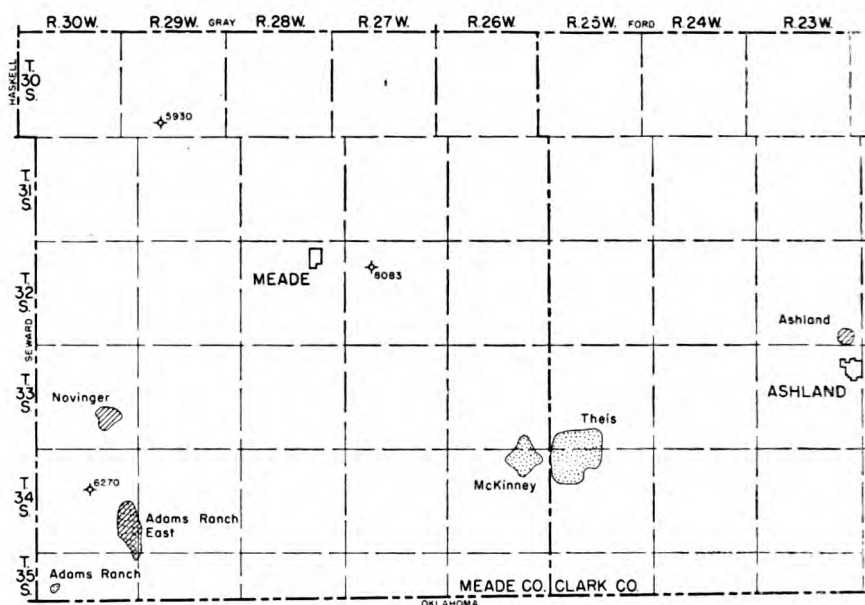 R.30W. R.29W. GRAY R.28W. R.27W. R.26W. R.25W. FORD R.24W. R.23W.
HASKELL
T.
30
S.
5930
T.
31
S.
MEADE
8083
T.
32
S.
SEWARD
Ashland
ASHLAND
T.
33
S.
Novinger
Theis
McKinney
T.
34
S.
6270
Adams Ranch
East
T.
35
S.
Adams Ranch
MEADE CO. CLARK CO.
OKLAHOMA